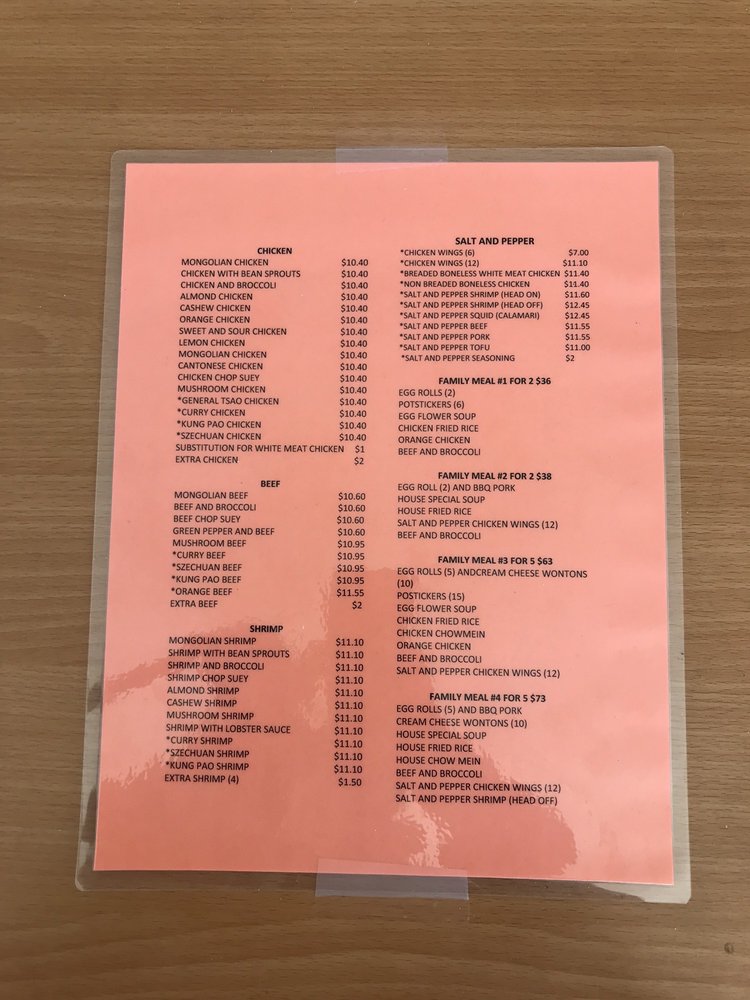 CHICKEN
MONGOLIAN CHICKEN $10.40
CHICKEN WITH BEAN SPROUTS $10.40
CHICKEN AND BROCCOLI $10.40
ALMOND CHICKEN $10.40
CASHEW CHICKEN $10.40
ORANGE CHICKEN $10.40
SWEET AND SOUR CHICKEN $10.40
LEMON CHICKEN $10.40
MONGOLIAN CHICKEN $10.40
CANTONESE CHICKEN $10.40
CHICKEN CHOP SUEY $10.40
MUSHROOM CHICKEN $10.40
*GENERAL TSAO CHICKEN $10.40
*CURRY CHICKEN $10.40
*KUNG PAO CHICKEN $10.40
*SZECHUAN CHICKEN $10.40
SUBSTITUTION FOR WHITE MEAT CHICKEN $1
EXTRA CHICKEN $2
BEEF
MONGOLIAN BEEF $10.60
BEEF AND BROCCOLI $10.60
BEEF CHOP SUEY $10.60
GREEN PEPPER AND BEEF $10.60
MUSHROOM BEEF $10.95
*CURRY BEEF $10.95
*SZECHUAN BEEF $10.95
*KUNG PAO BEEF $10.95
*ORANGE BEEF $11.55
EXTRA BEEF $2
SHRIMP
MONGOLIAN SHRIMP $11.10
SHRIMP WITH BEAN SPROUTS $11.10
SHRIMP AND BROCCOLI $11.10
SHRIMP CHOP SUEY $11.10
ALMOND SHRIMP $11.10
CASHEW SHRIMP $11.10
MUSHROOM SHRIMP $11.10
SHRIMP WITH LOBSTER SAUCE $11.10
*CURRY SHRIMP $11.10
*SZECHUAN SHRIMP $11.10
*KUNG PAO SHRIMP $11.10
EXTRA SHRIMP (4) $1.50
SALT AND PEPPER
*CHICKEN WINGS (6) $7.00
*CHICKEN WINGS (12) $11.10
*BREADED BONELESS WHITE MEAT CHICKEN $11.40
*NON BREADED BONELESS CHICKEN $11.40
*SALT AND PEPPER SHRIMP (HEAD ON) $11.60
*SALT AND PEPPER SHRIMP (HEAD OFF) $12.45
*SALT AND PEPPER SQUID (CALAMARI) $12.45
*SALT AND PEPPER BEEF $11.55
*SALT AND PEPPER PORK $11.55
*SALT AND PEPPER TOFU $11.00
*SALT AND PEPPER SEASONING $2
FAMILY MEAL #1 FOR 2 $36
EGG ROLLS (2)
POTSTICKERS (6)
EGG FLOWER SOUP
CHICKEN FRIED RICE
ORANGE CHICKEN
BEEF AND BROCCOLI
FAMILY MEAL #2 FOR 2 $38
EGG ROLL (2) AND BBQ PORK
HOUSE SPECIAL SOUP
HOUSE FRIED RICE
SALT AND PEPPER CHICKEN WINGS (12)
BEEF AND BROCCOLI
FAMILY MEAL #3 FOR 5 $63
EGG ROLLS (5) ANDCREAM CHEESE WONTONS
(10)
POSTICKERS (15)
EGG FLOWER SOUP
CHICKEN FRIED RICE
CHICKEN CHOWMEIN
ORANGE CHICKEN
BEEF AND BROCCOLI
SALT AND PEPPER CHICKEN WINGS (12)
FAMILY MEAL #4 FOR 5 $73
EGG ROLLS (5) AND BBQ PORK
CREAM CHEESE WONTONS (10)
HOUSE SPECIAL SOUP
HOUSE FRIED RICE
HOUSE CHOW MEIN
BEEF AND BROCCOLI
SALT AND PEPPER CHICKEN WINGS (12)
SALT AND PEPPER SHRIMP (HEAD OFF)